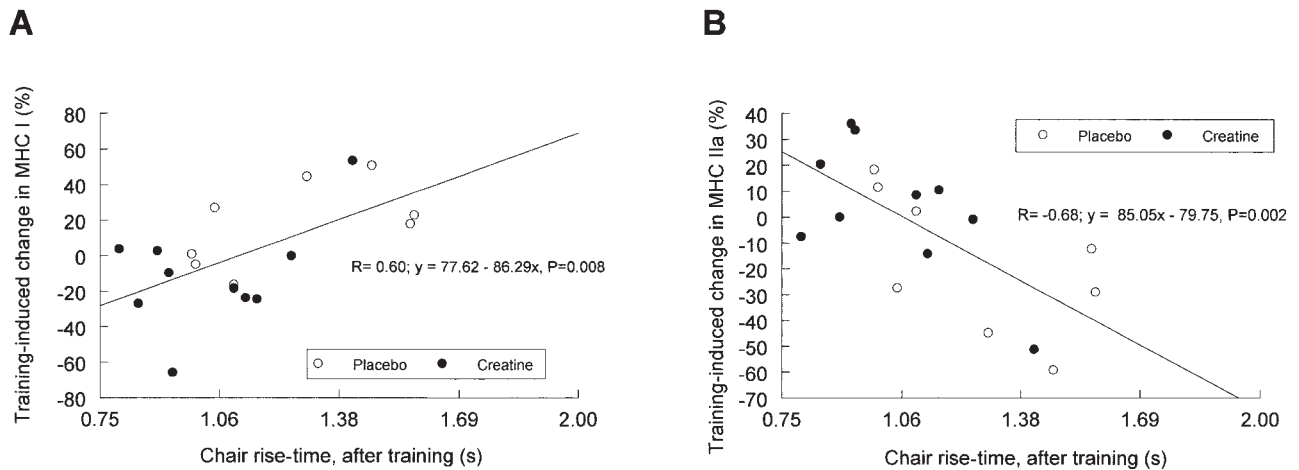 A
Training-induced change in MHC I (%)
80
60
40
20
0
-20
-40
-60
-80
R= 0.60; y = 77.62 - 86.29x, P=0.008
Placebo Creatine
0.75 1.06 1.38 1.69 2.00
Chair rise-time, after training (s)
B
Training-induced change in MHC IIa (%)
40
30
20
10
0
-10
-20
-30
-40
-50
-60
-70
Placebo Creatine
R= -0.68; y = 85.05x - 79.75, P=0.002
0.75 1.06 1.38 1.69 2.00
Chair rise-time, after training (s)